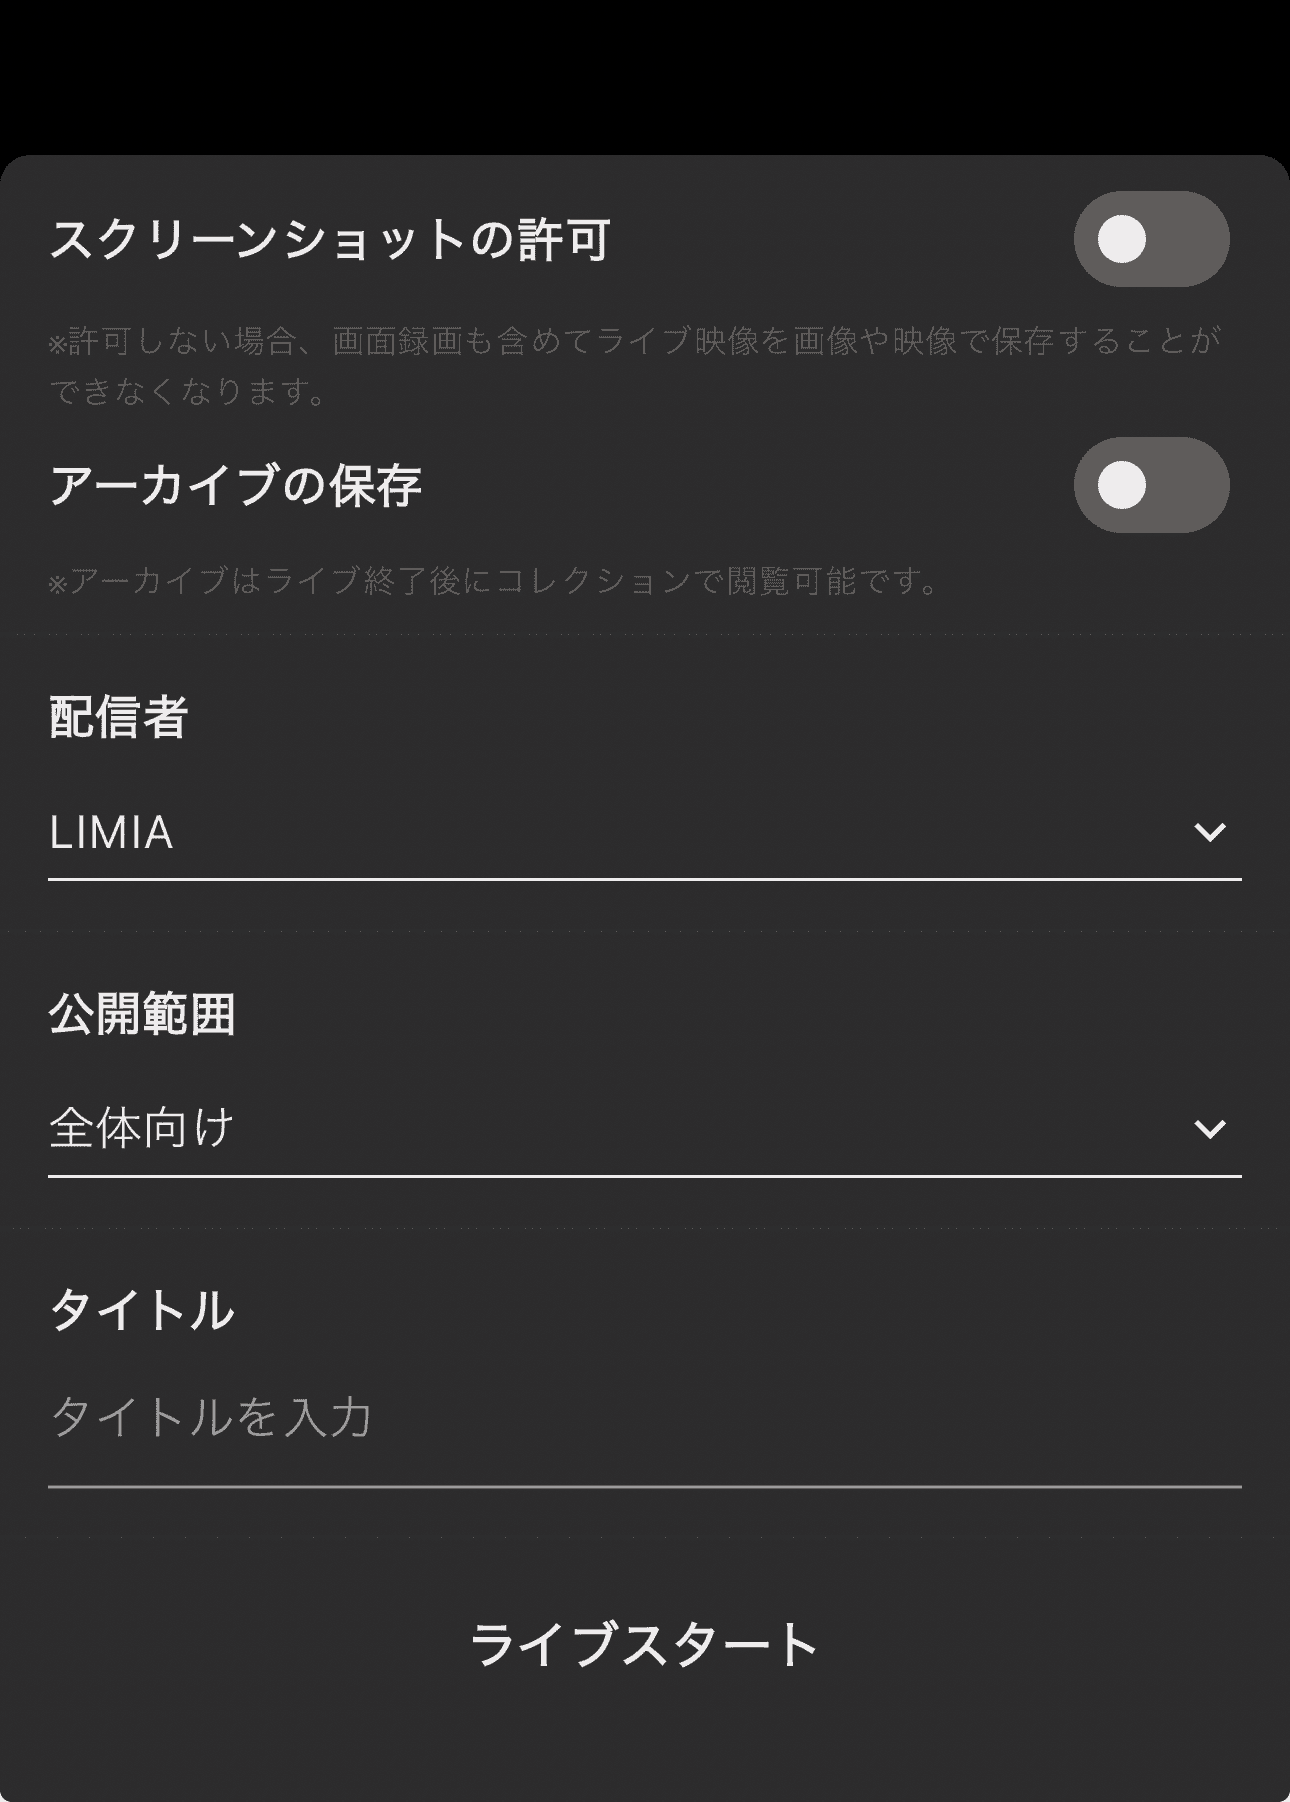 スクリーンショットの許可
※許可しない場合、画面録画も含めてライブ映像を画像や映像で保存することが
できなくなります。
アーカイブの保存
※アーカイブはライブ終了後にコレクションで閲覧可能です。
配信者
LIMIA
公開範囲
全体向け
タイトル
タイトルを入力
ライブスタート